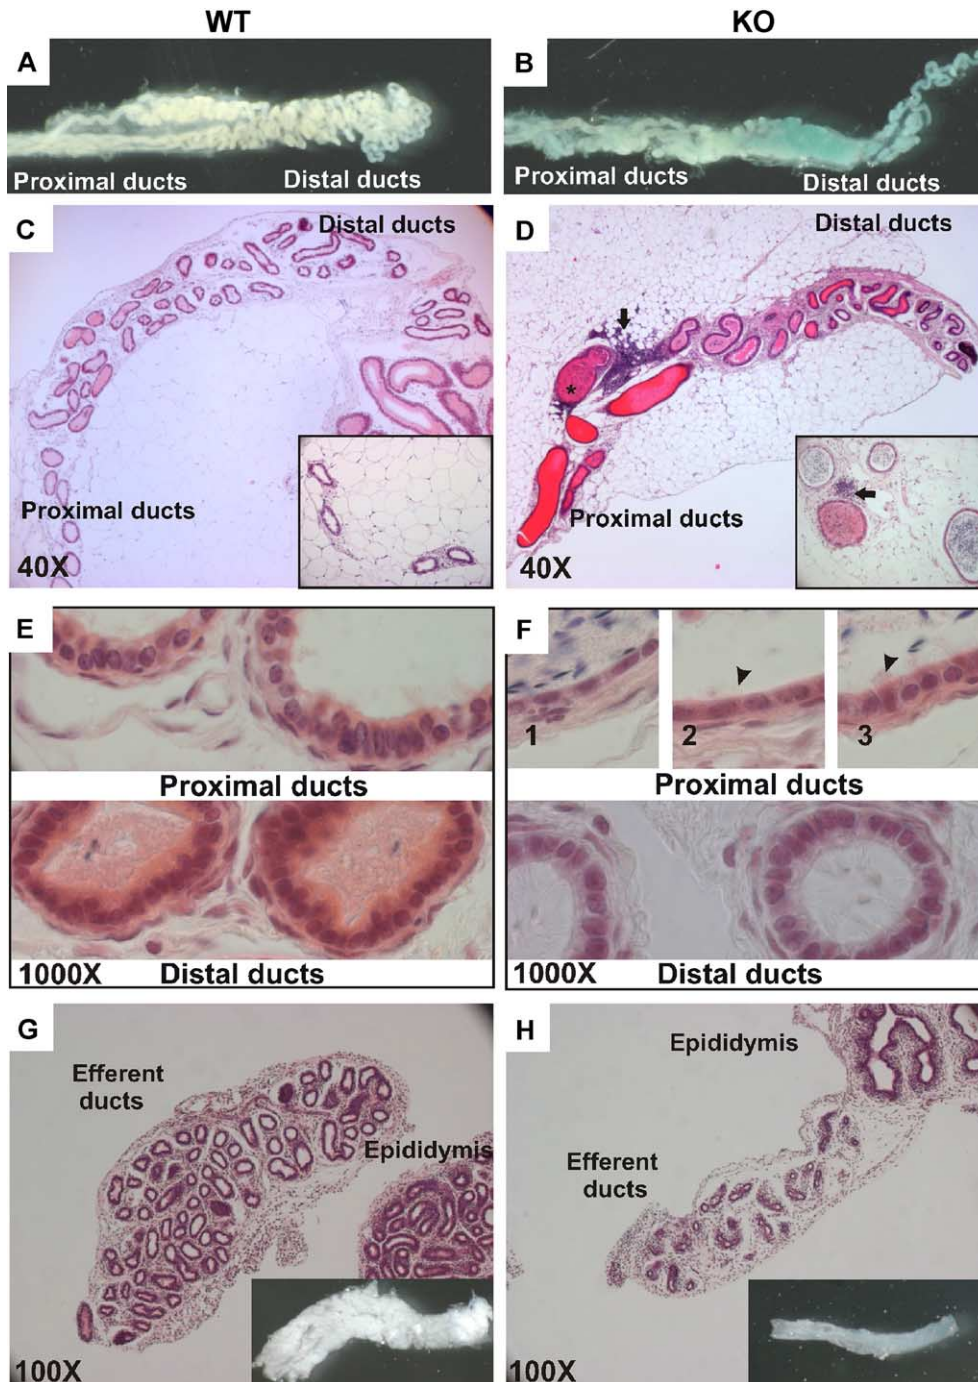 WT
KO
A
Proximal ducts
Distal ducts
B
Proximal ducts
Distal ducts
C
Distal ducts
Proximal ducts
40X
D
Distal ducts
*
Proximal ducts
40X
E
Proximal ducts
1000X
Distal ducts
F
1
2
3
Proximal ducts
1000X
Distal ducts
G
Efferent
ducts
Epididymis
100X
H
Epididymis
Efferent
ducts
100X